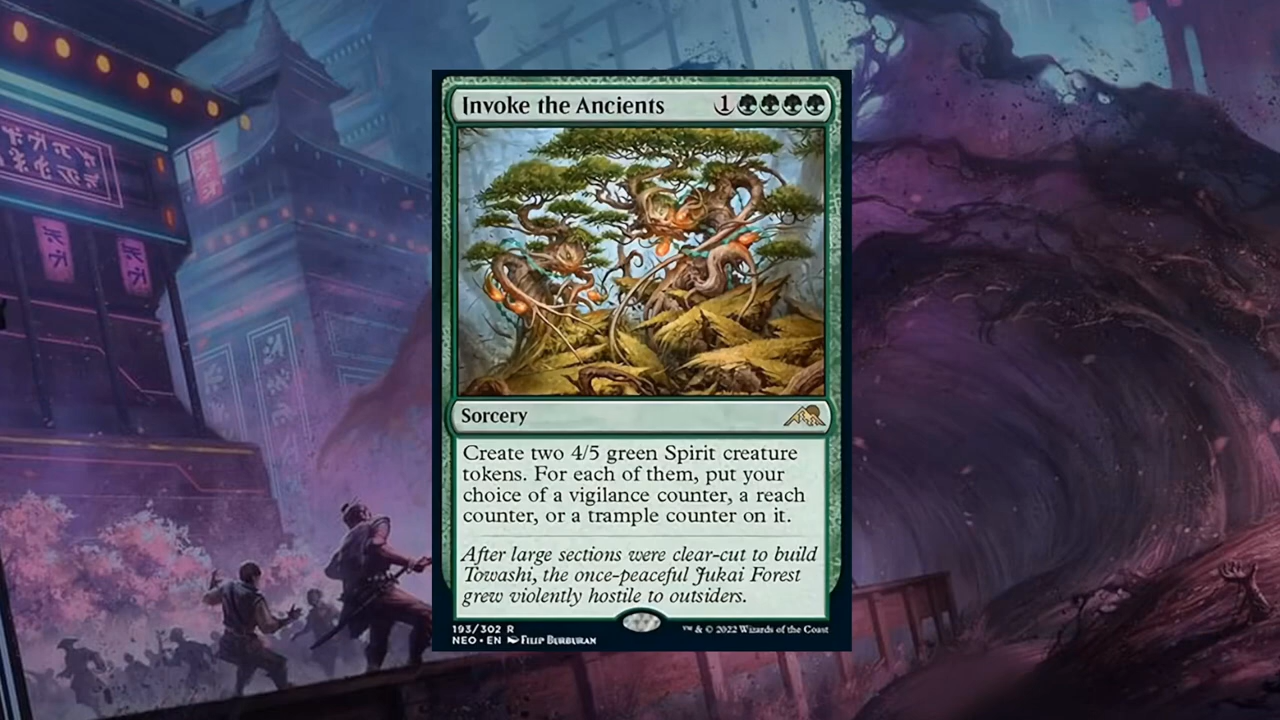 Invoke the Ancients 1
Sorcery
Create two 4/5 green Spirit creature
tokens. For each of them, put your
choice of a vigilance counter, a reach
counter, or a trample counter on it.
After large sections were clear-cut to build
Towashi, the once-peaceful Jukai Forest
grew violently hostile to outsiders.
193/302 R
NEO • EN Filip Burburan
™ & © 2022 Wizards of the Coast